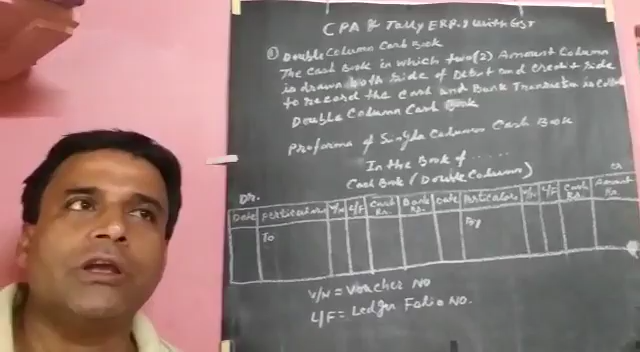 CPA & Tally ERP.9 with GST
① Double Column Cash Book
The Cash Book in which two(2) Amount Column
is drawn both side of Debit and credit side
to record the Cash and Bank Transaction is called
Double Column Cash Book
Proforma of Single Column Cash Book
In the Book of ......
Cash Book (Double Column)
Dr. Cr
Date Particulars V/N L/F Cash Rs. Bank Rs. Date Particulars V/N L/F Cash Rs. Amount Rs.
To By
V/N = Voucher No
L/F = Ledger Folio No.